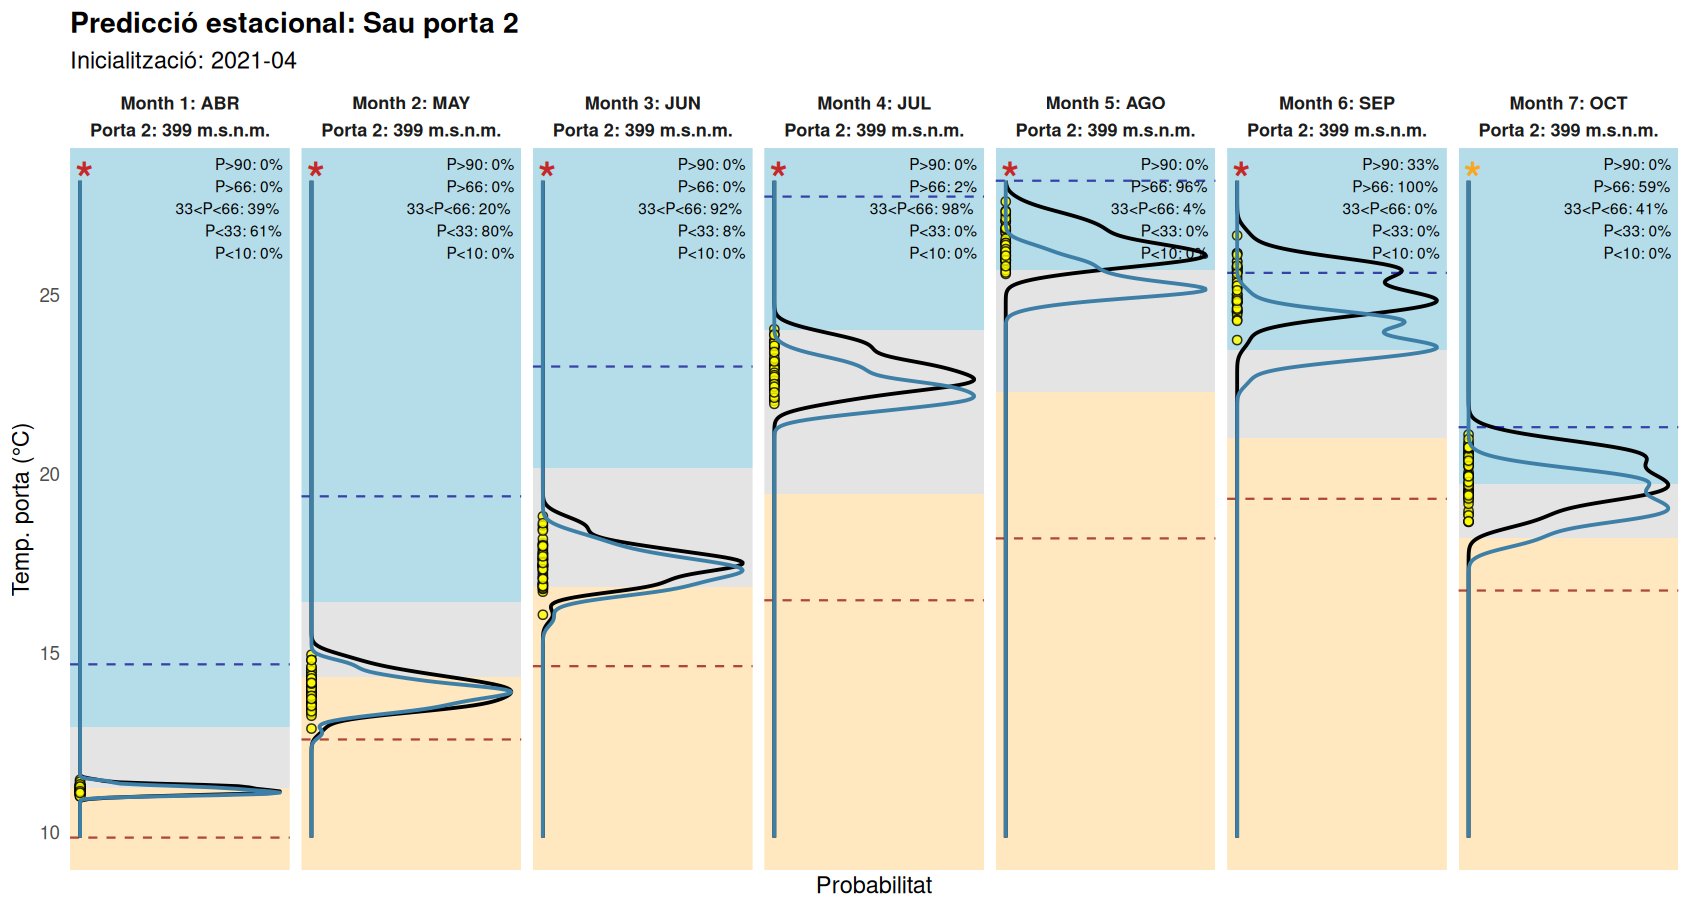 Predicció estacional: Sau porta 2
Inicialització: 2021-04
Month 1: ABR
Porta 2: 399 m.s.n.m.
Month 2: MAY
Porta 2: 399 m.s.n.m.
Month 3: JUN
Porta 2: 399 m.s.n.m.
Month 4: JUL
Porta 2: 399 m.s.n.m.
Month 5: AGO
Porta 2: 399 m.s.n.m.
Month 6: SEP
Porta 2: 399 m.s.n.m.
Month 7: OCT
Porta 2: 399 m.s.n.m.
*
P>90: 0%
P>66: 0%
33<P<66: 39%
P<33: 61%
P<10: 0%
*
P>90: 0%
P>66: 0%
33<P<66: 20%
P<33: 80%
P<10: 0%
*
P>90: 0%
P>66: 0%
33<P<66: 92%
P<33: 8%
P<10: 0%
*
P>90: 0%
P>66: 2%
33<P<66: 98%
P<33: 0%
P<10: 0%
*
P>90: 0%
P>66: 96%
33<P<66: 4%
P<33: 0%
P<10: 0%
*
P>90: 33%
P>66: 100%
33<P<66: 0%
P<33: 0%
P<10: 0%
*
P>90: 0%
P>66: 59%
33<P<66: 41%
P<33: 0%
P<10: 0%
25
20
15
10
Temp. porta (°C)
Probabilitat